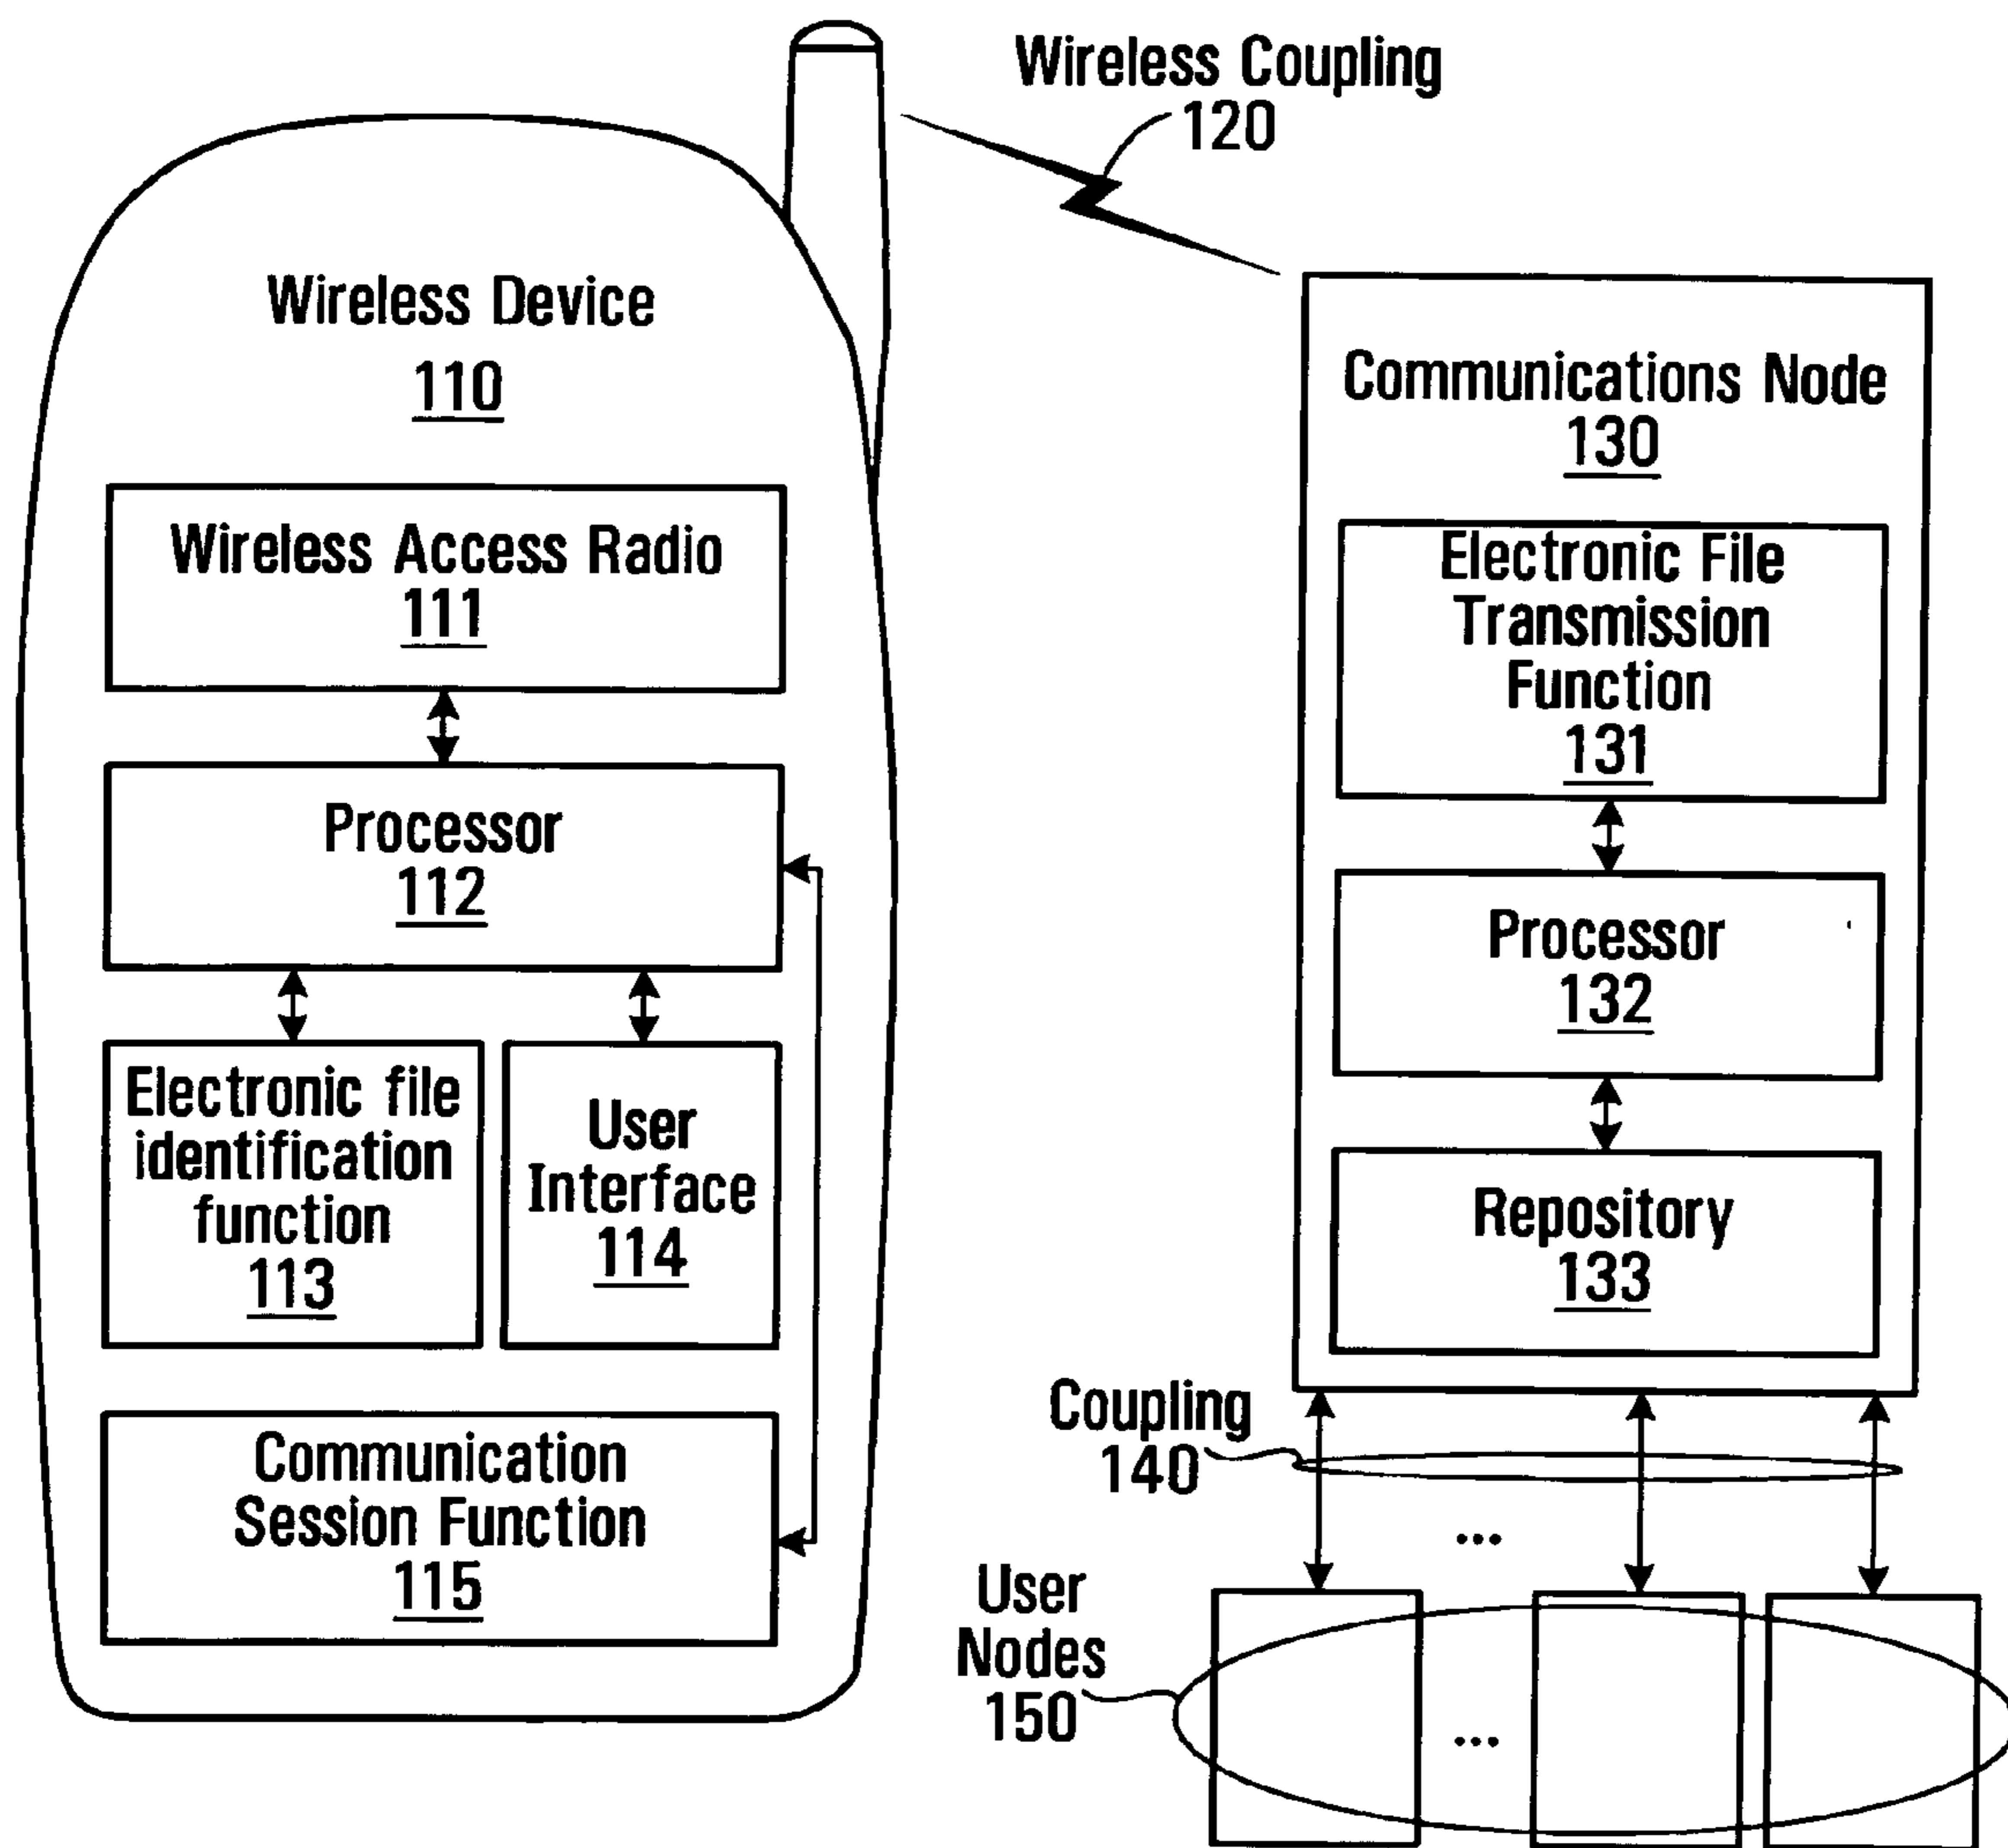 Wireless Coupling
120
Wireless Device
110
Wireless Access Radio
111
Processor
112
Electronic file
identification
function
113
User
Interface
114
Communication
Session Function
115
Communications Node
130
Electronic File
Transmission
Function
131
Processor
132
Repository
133
Coupling
140
...
User
Nodes
150
...